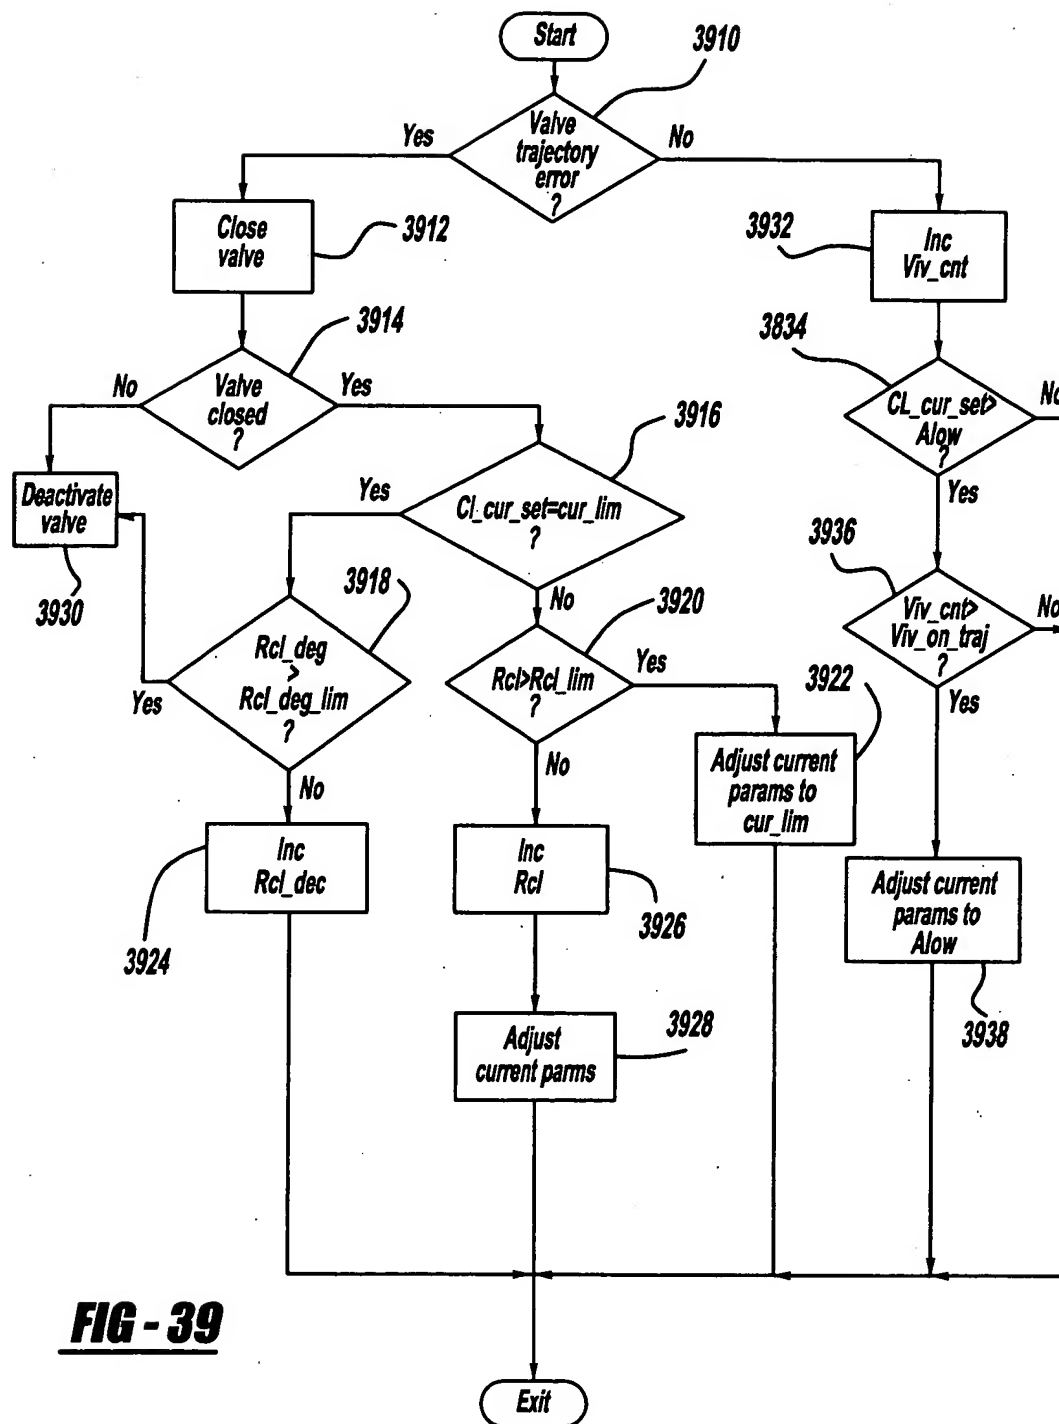 Start
3910
Valve
trajectory
error
?
Yes
No
Close
valve
3912
3932
Inc
Viv_cnt
3914
3834
Valve
closed
?
No
Yes
CL_cur_set>
Alow
?
No
Yes
3916
Cl_cur_set=cur_lim
?
Yes
No
Deactivate
valve
3930
3936
Viv_cnt>
Viv_on_traj
?
No
Yes
3918
Rcl_deg
>
Rcl_deg_lim
?
Yes
No
3920
Rcl>Rcl_lim
?
Yes
No
3922
Adjust current
params to
cur_lim
Inc
Rcl_dec
3924
Inc
Rcl
3926
Adjust current
params to
Alow
3938
Adjust
current parms
3928
FIG - 39
Exit